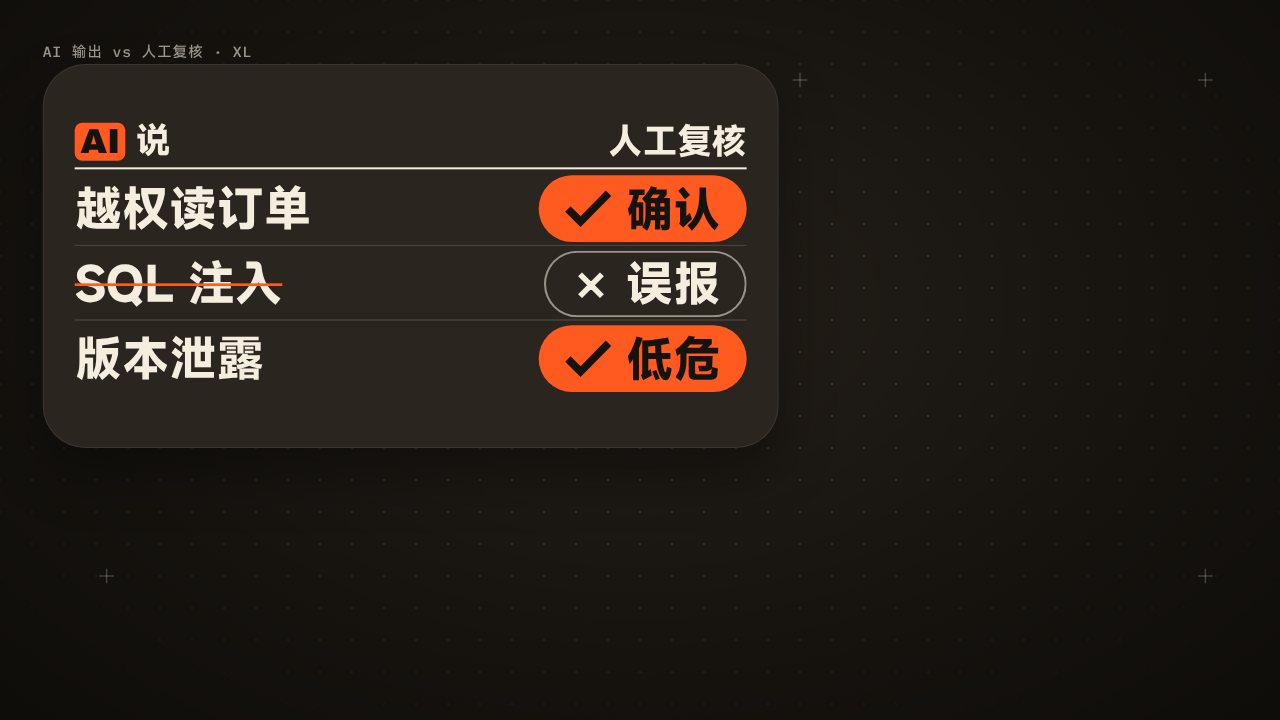 AI 输出 vs 人工复核 · XL
AI 说 人工复核
越权读订单 ✓ 确认
SQL 注入 × 误报
版本泄露 ✓ 低危